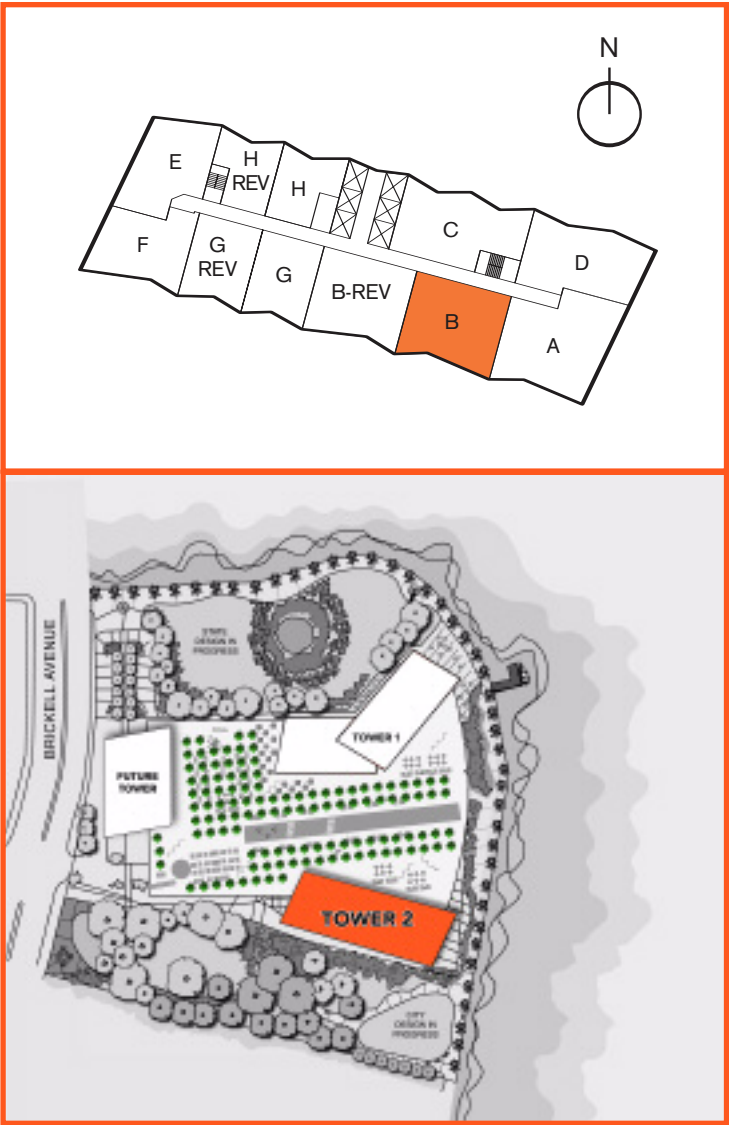 N
E
H
REV
H
C
D
F
G
REV
G
B-REV
B
A
BRICKELL AVENUE
STATE
DESIGN IN
PROGRESS
TOWER 1
FUTURE
TOWER
TOWER 2
CITY
DESIGN IN
PROGRESS